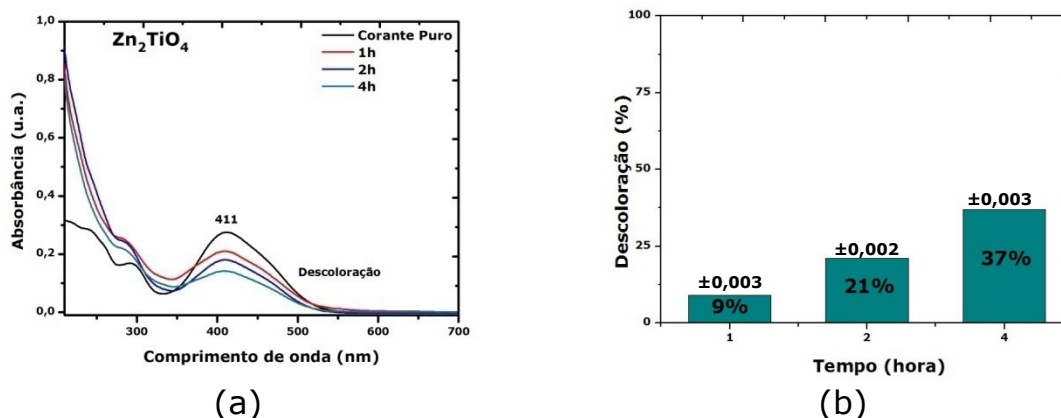 Zn2TiO4
Corante Puro
1h
2h
4h
1,0
0,8
0,6
0,4
0,2
0,0
Absorbância (u.a.)
411
Descoloração
300
400
500
600
700
Comprimento de onda (nm)
(a)
100
75
50
25
0
Descoloração (%)
±0,003
9%
±0,002
21%
±0,003
37%
1
2
4
Tempo (hora)
(b)